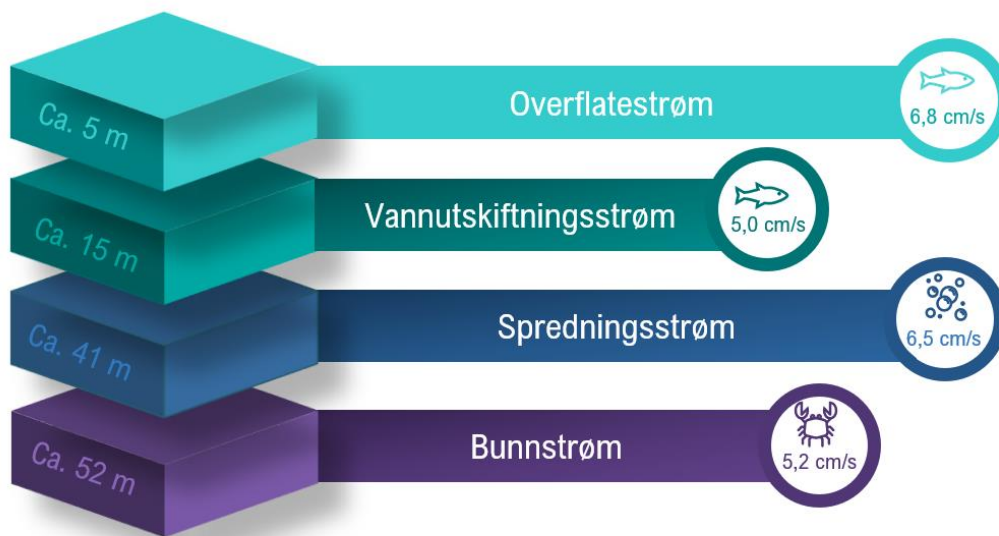 Ca. 5 m
Overflatestrøm
6,8 cm/s
Ca. 15 m
Vannutskiftningsstrøm
5,0 cm/s
Ca. 41 m
Spredningsstrøm
6,5 cm/s
Ca. 52 m
Bunnstrøm
5,2 cm/s